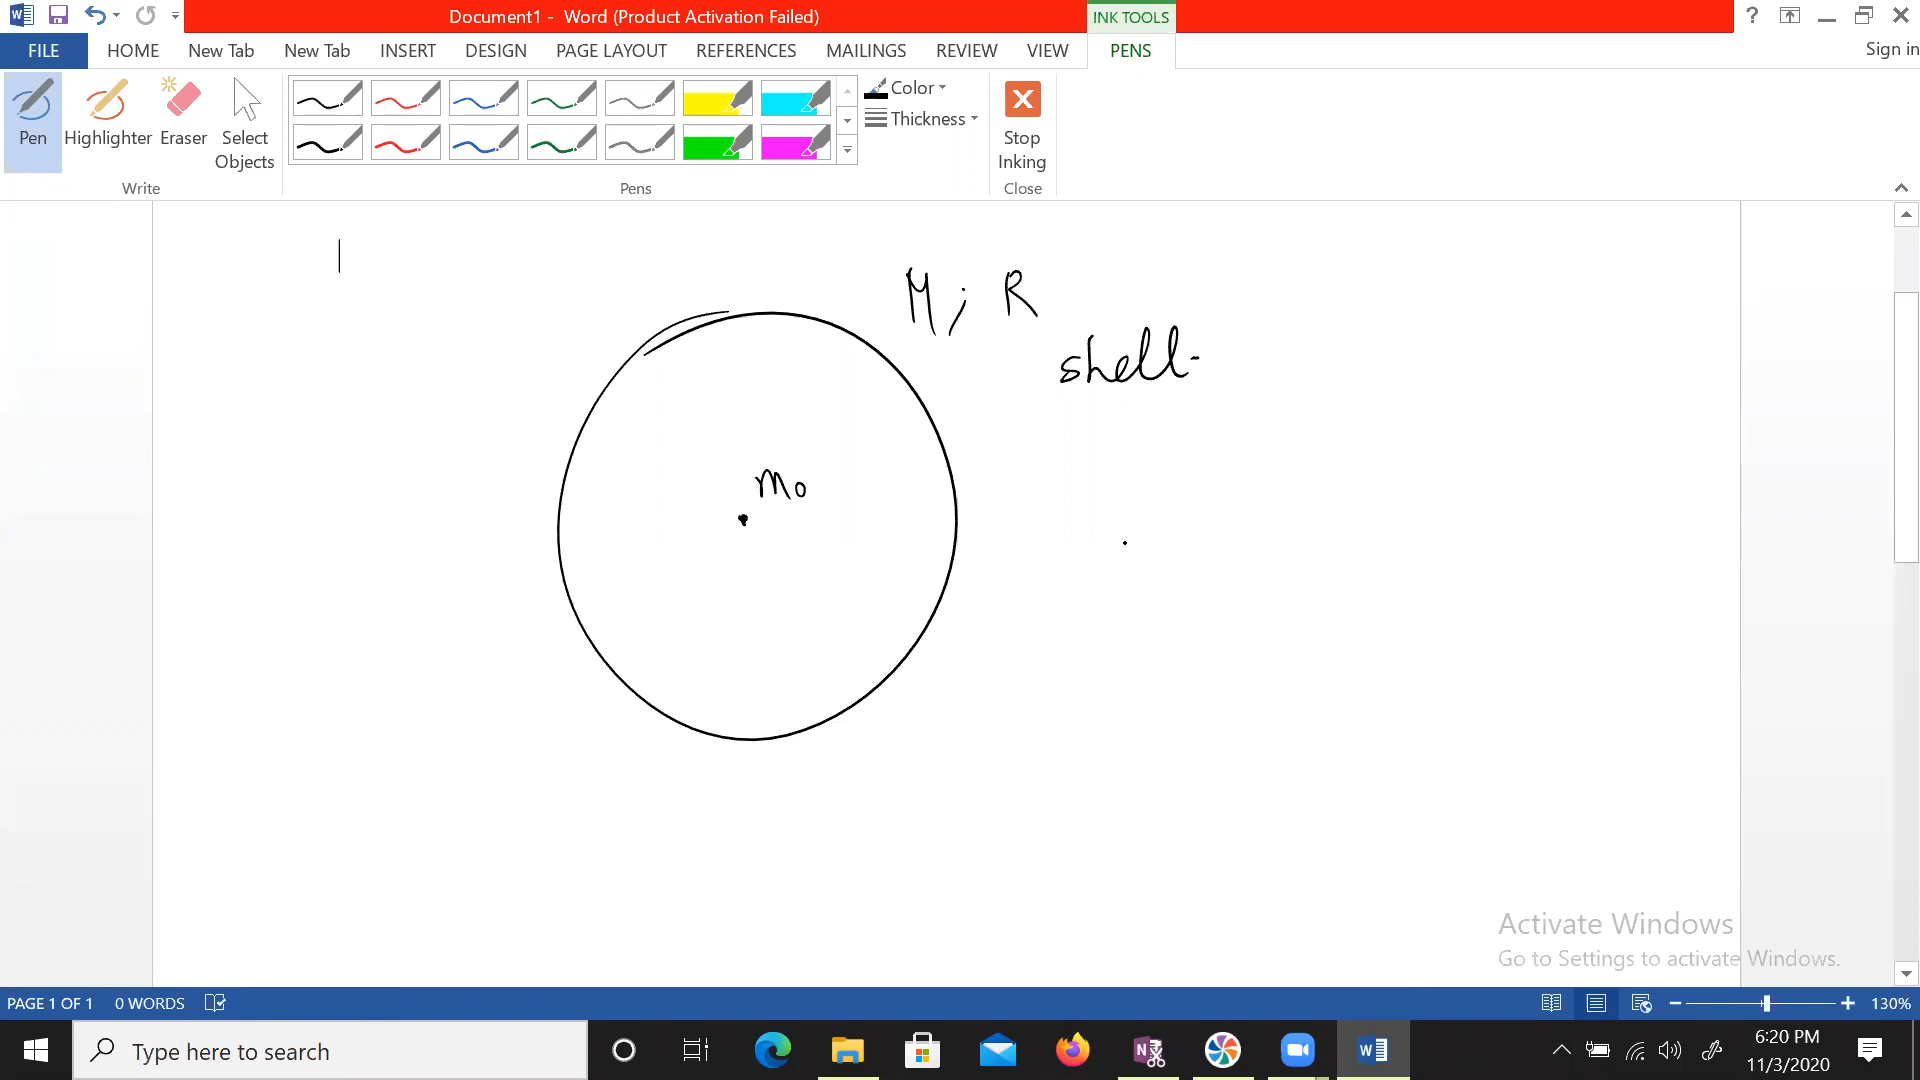 Document1 - Word (Product Activation Failed)
INK TOOLS
?
FILE HOME New Tab New Tab INSERT DESIGN PAGE LAYOUT REFERENCES MAILINGS REVIEW VIEW PENS Sign in
Pen Highlighter Eraser Select Objects
Color
Thickness
Stop Inking
Write Pens Close
M; R
shell-
m0
Activate Windows
Go to Settings to activate Windows.
PAGE 1 OF 1 0 WORDS 130%
Type here to search
6:20 PM
11/3/2020